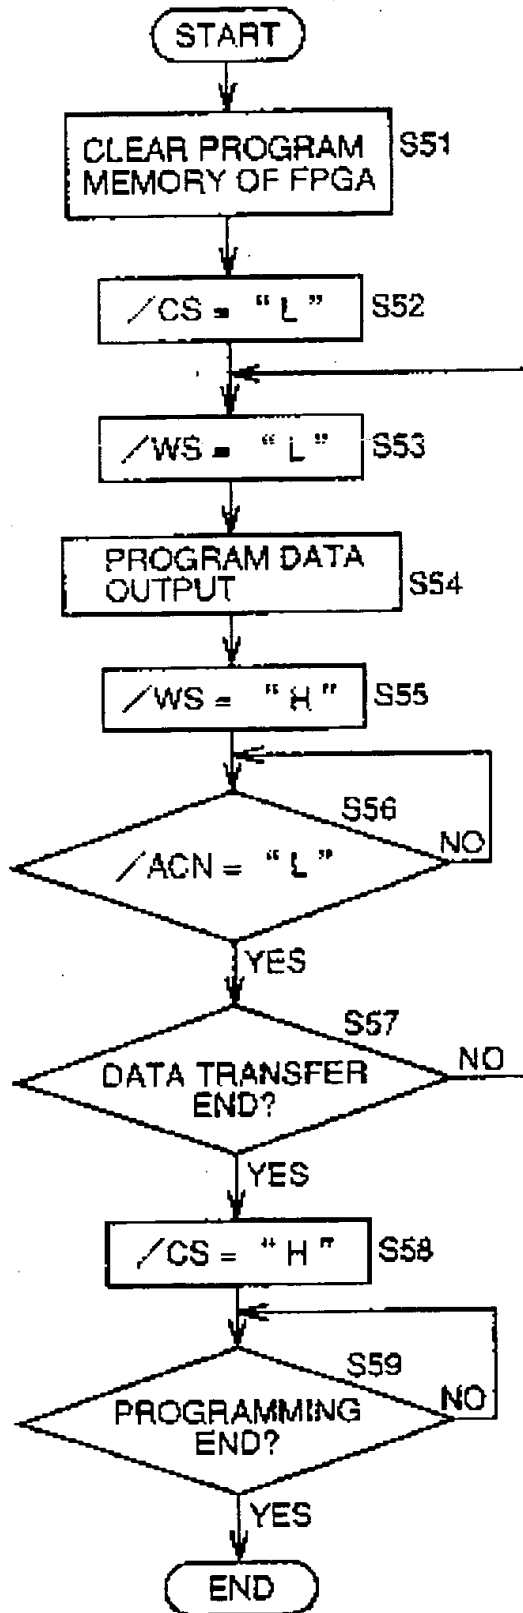 START
CLEAR PROGRAM
MEMORY OF FPGA
S51
/CS = "L"
S52
/WS = "L"
S53
PROGRAM DATA
OUTPUT
S54
/WS = "H"
S55
S56
/ACN = "L"
NO
YES
S57
DATA TRANSFER
END?
NO
YES
/CS = "H"
S58
S59
PROGRAMMING
END?
NO
YES
END